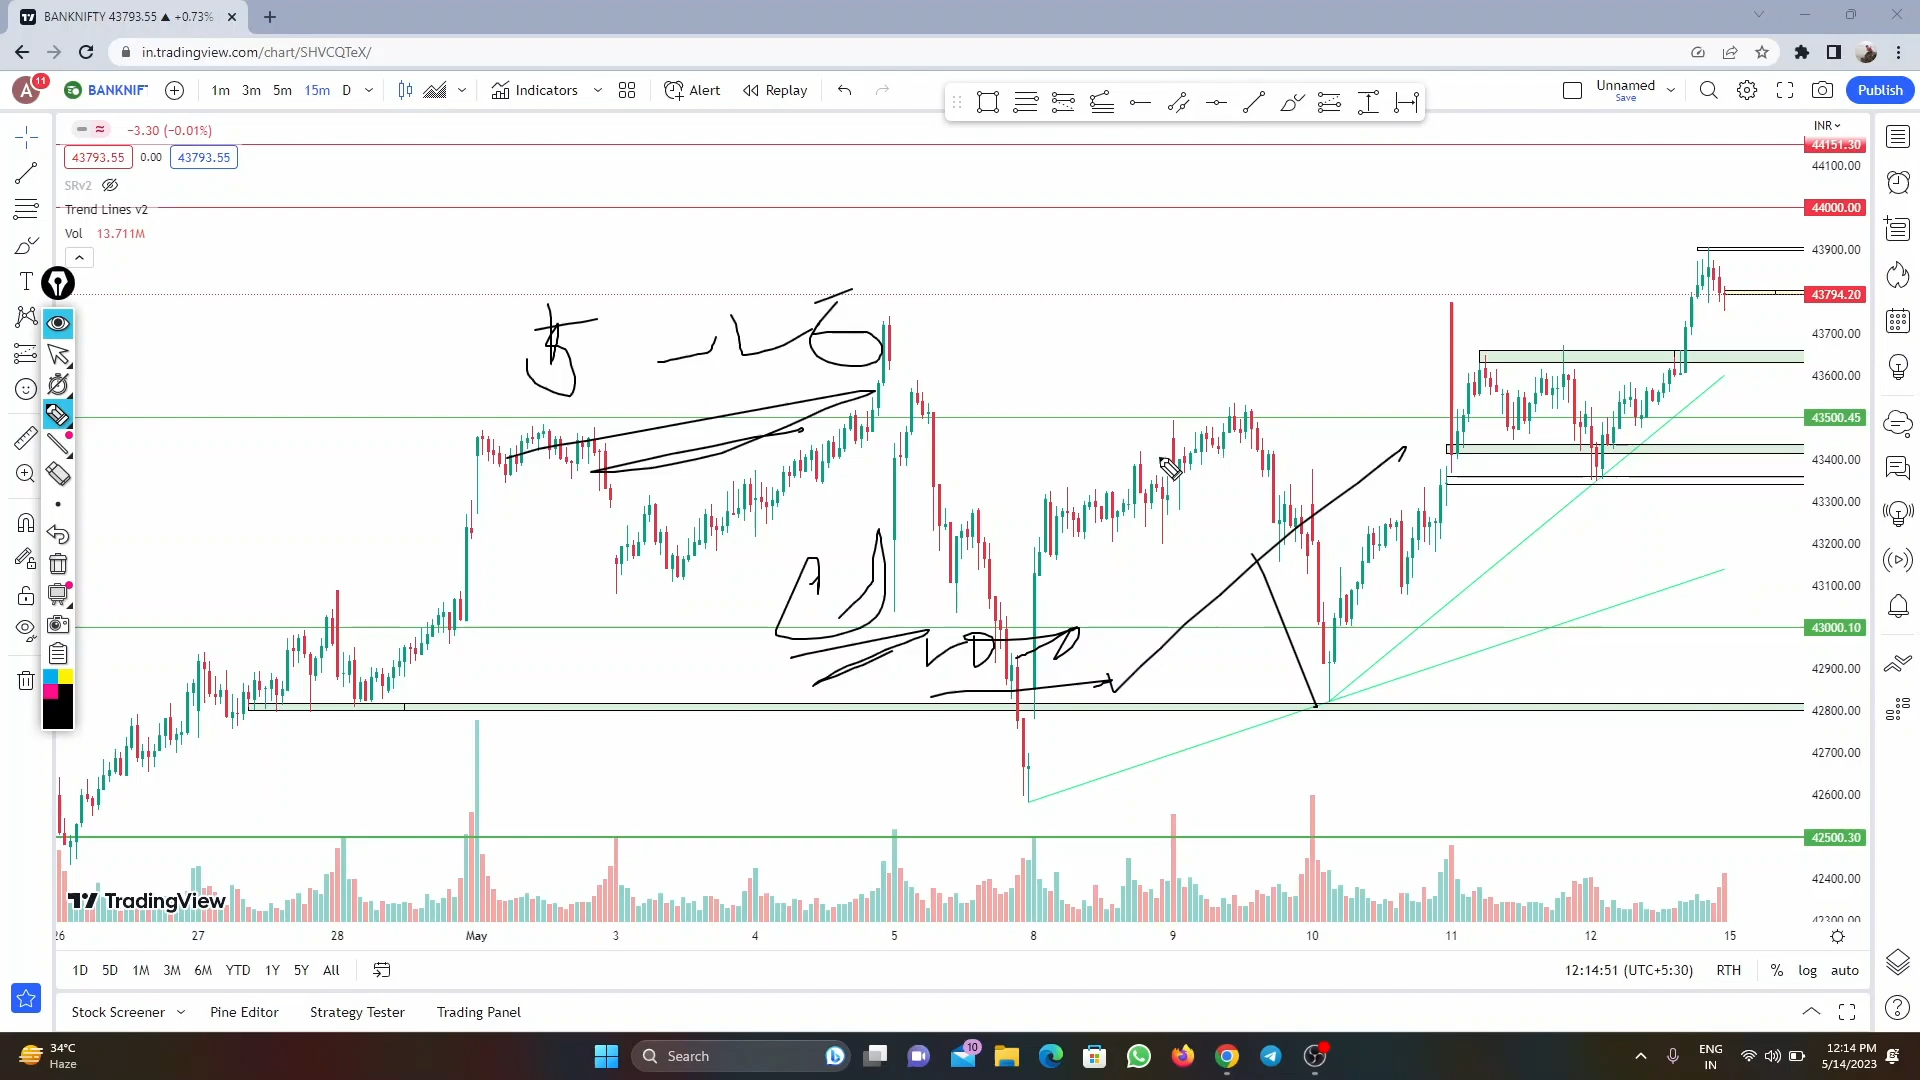 BANKNIFTY 43793.55 ▲ +0.73%
in.tradingview.com/chart/SHVCQTeX/
A 11 BANKNIF 1m 3m 5m 15m D Indicators Alert Replay Unnamed Save Publish
−3.30 (−0.01%)
43793.55 0.00 43793.55
SRv2
Trend Lines v2
Vol 13.711M
INR
44151.30
44100.00
44000.00
43900.00
43794.20
43700.00
43600.00
43500.45
43400.00
43300.00
43200.00
43100.00
43000.10
42900.00
42800.00
42700.00
42600.00
42500.30
42400.00
42300.00
TradingView
26 27 28 May 3 4 5 8 9 10 11 12 15
1D 5D 1M 3M 6M YTD 1Y 5Y All 12:14:51 (UTC+5:30) RTH % log auto
Stock Screener Pine Editor Strategy Tester Trading Panel
34°C
Haze
Search
10
ENG
IN
12:14 PM
5/14/2023